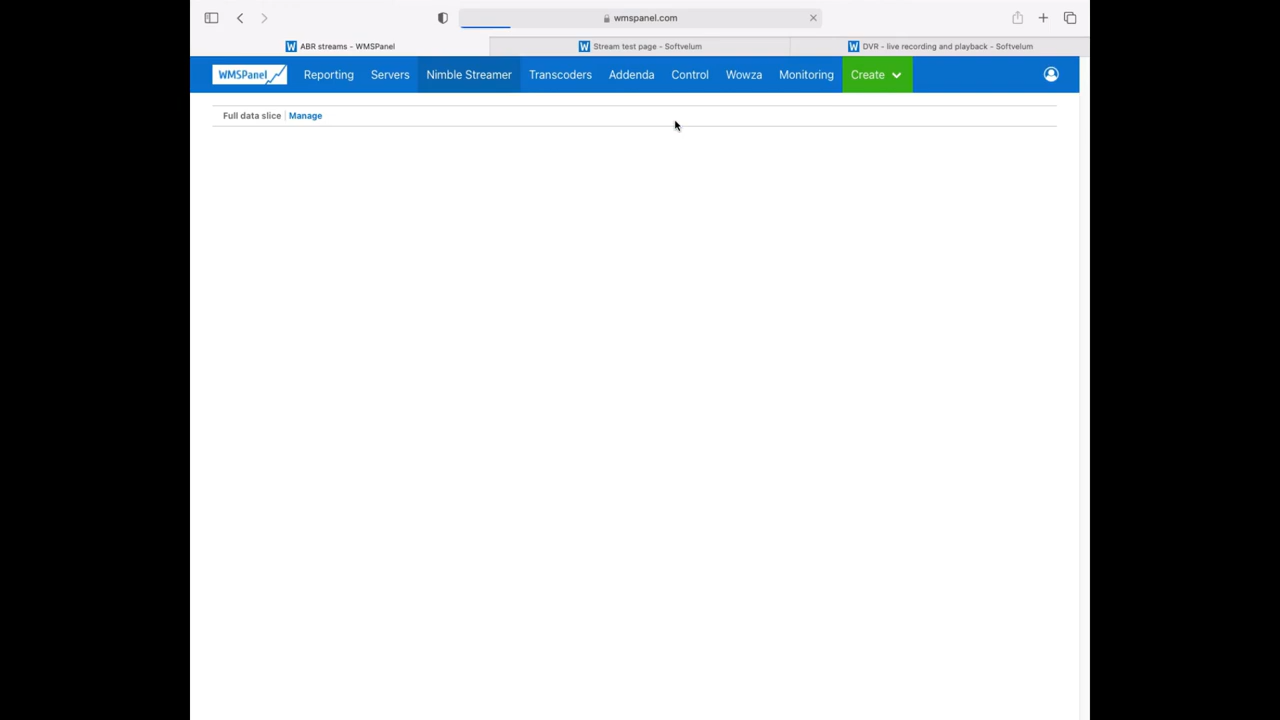 wmspanel.com
ABR streams - WMSPanel
Stream test page - Softvelum
DVR - live recording and playback - Softvelum
WMSPanel Reporting Servers Nimble Streamer Transcoders Addenda Control Wowza Monitoring Create
Full data slice Manage